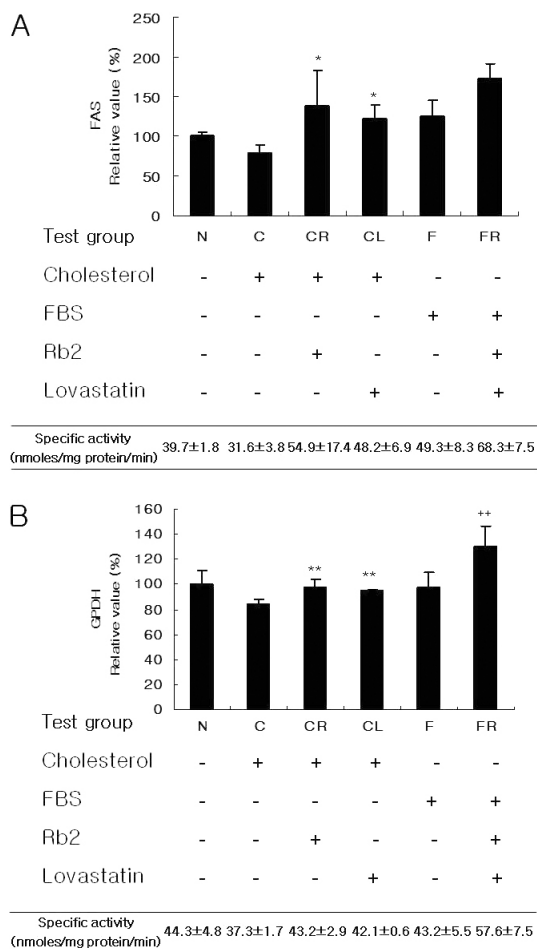 A
FAS
Relative value (%)
250
200
150
100
50
0
*
*
Test group N C CR CL F FR
Cholesterol - + + + - -
FBS - - - - + +
Rb2 - - + - - +
Lovastatin - - - + - +
Specific activity
(nmoles/mg protein/min) 39.7±1.8 31.6±3.8 54.9±17.4 48.2±6.9 49.3±8.3 68.3±7.5
B
GPDH
Relative value (%)
160
140
120
100
80
60
40
20
0
**
**
++
Test group N C CR CL F FR
Cholesterol - + + + - -
FBS - - - - + +
Rb2 - - + - - +
Lovastatin - - - + - +
Specific activity
(nmoles/mg protein/min) 44.3±4.8 37.3±1.7 43.2±2.9 42.1±0.6 43.2±5.5 57.6±7.5